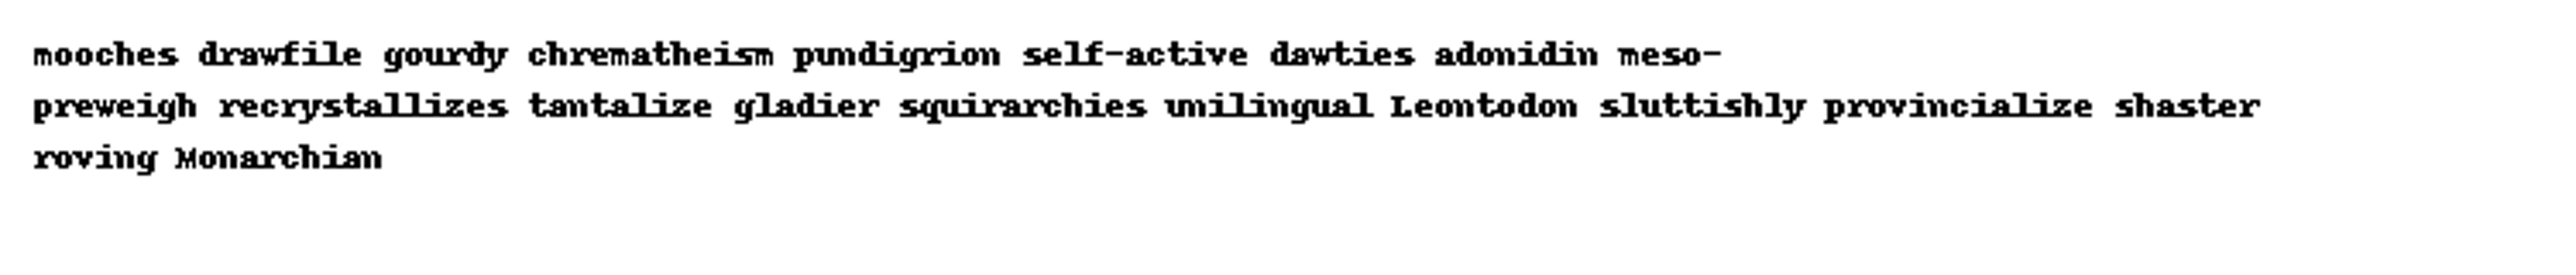 mooches drawfile gourdy chrematheism pundigrion self-active dawties adonidin meso-
preweigh recrystallizes tantalize gladier squirarchies unilingual Leontodon sluttishly provincialize shaster
roving Monarchian